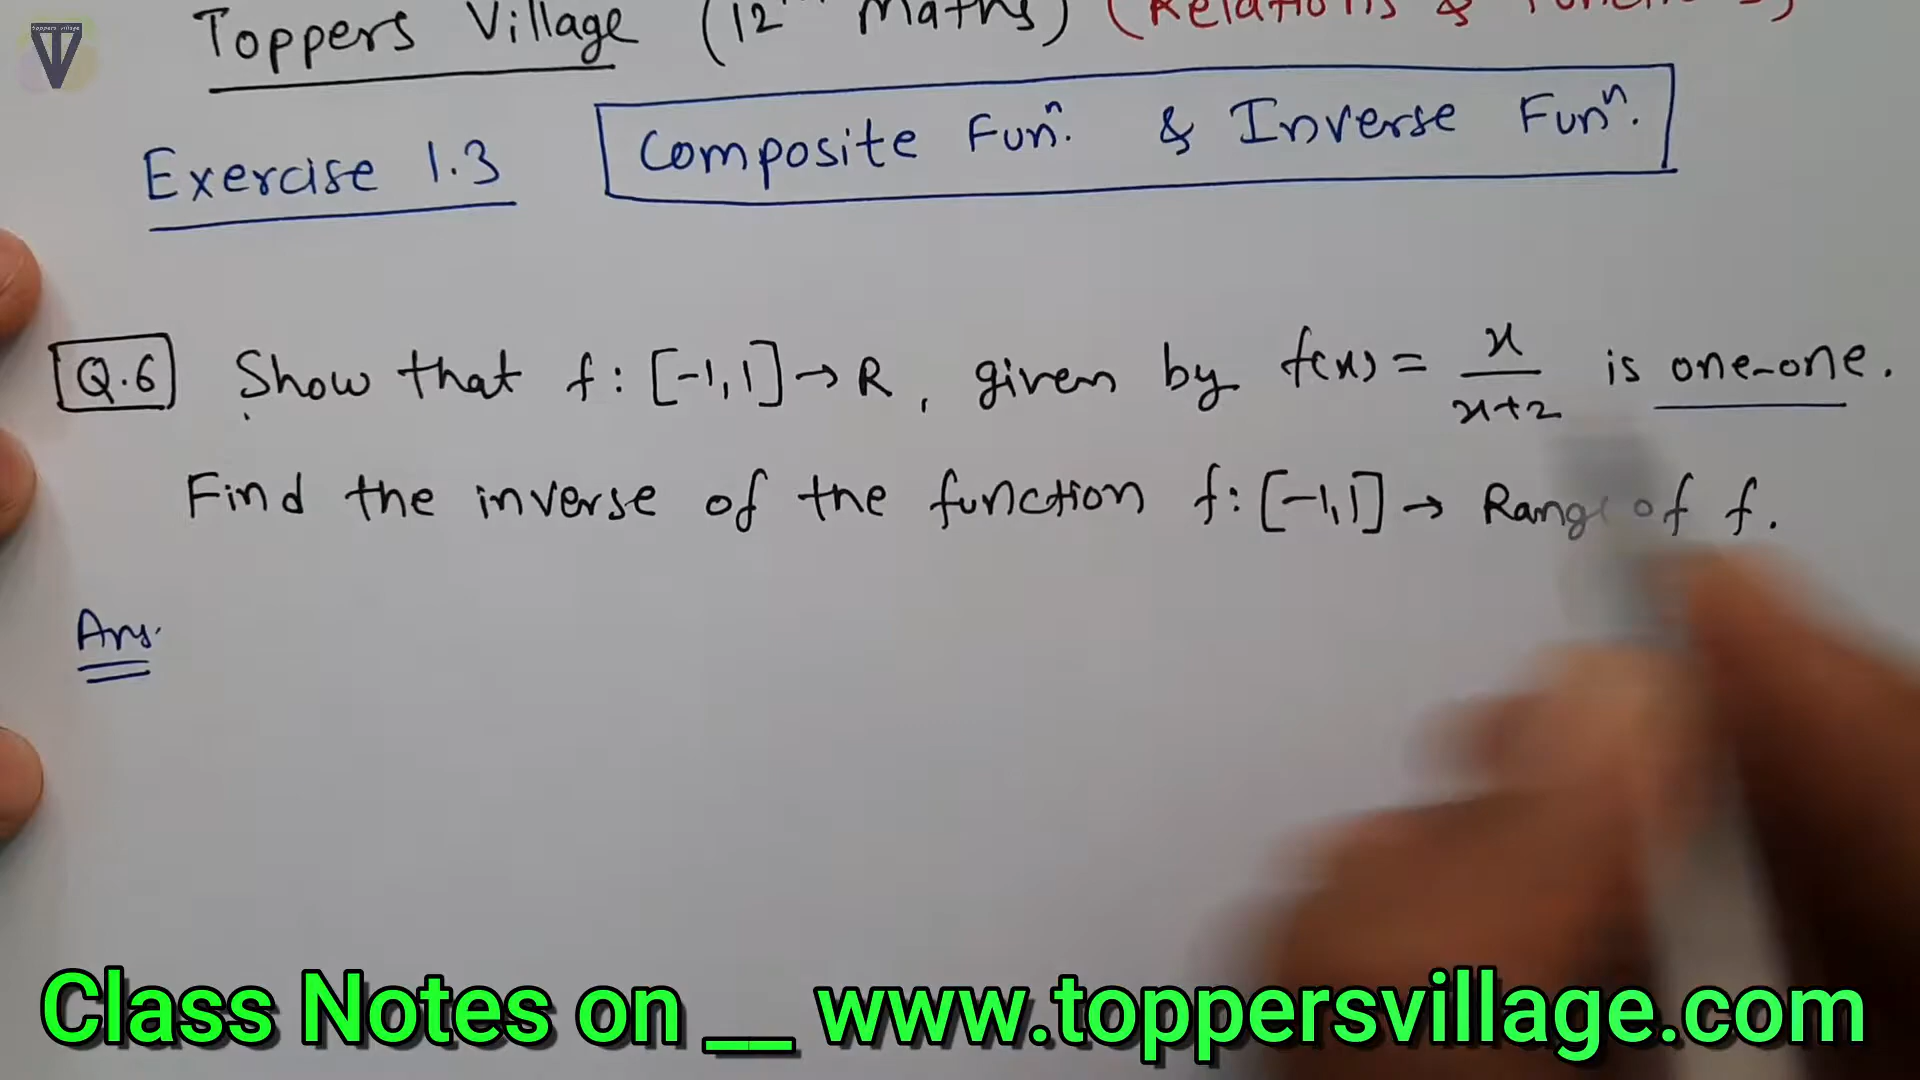 Toppers Village (12th Maths) (Relations &
Exercise 1.3 Composite Funn. & Inverse Funn.
Q.6 Show that f : [-1,1] → R, given by f(x) = x/x+2 is one-one.
Find the inverse of the function f : [-1,1] → Range of f.
Ans.
Class Notes on __ www.toppersvillage.com